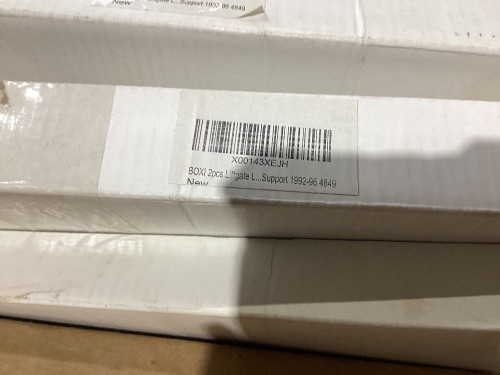 L...Support 1992-96 4849
New
X00143XEJH
BOXI 2pcs Liftgate L...Support 1992-96 4849
New